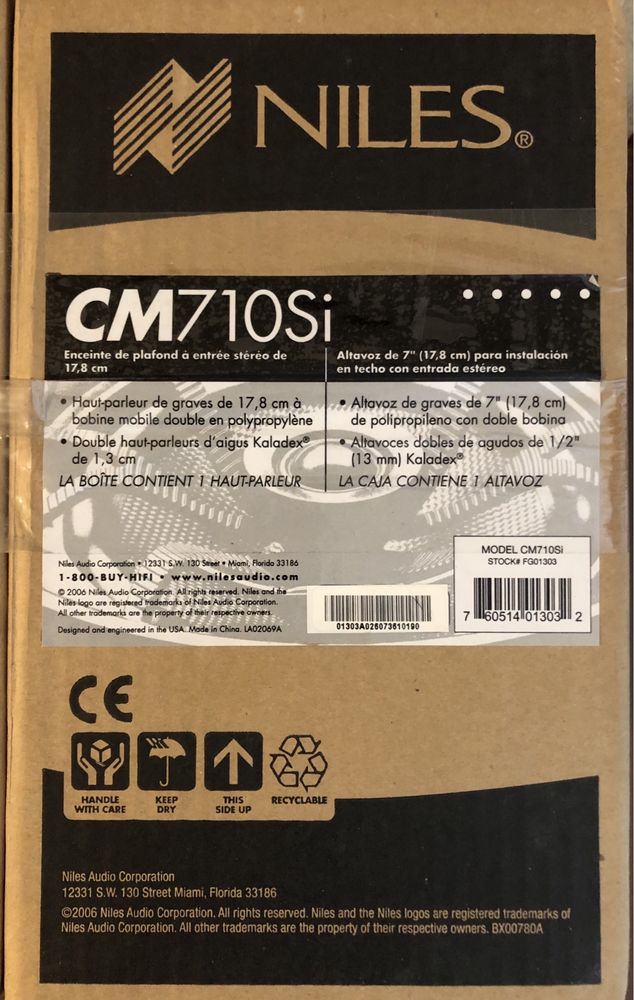 NILES®
CM710Si
Enceinte de plafond à entrée stéréo de
17,8 cm
• Haut-parleur de graves de 17,8 cm à
bobine mobile double en polypropylène
• Double haut-parleurs d'aigus Kaladex®
de 1,3 cm
LA BOÎTE CONTIENT 1 HAUT-PARLEUR
Altavoz de 7" (17,8 cm) para instalación
en techo con entrada estéreo
• Altavoz de graves de 7" (17,8 cm)
de polipropileno con doble bobina
• Altavoces dobles de agudos de 1/2"
(13 mm) Kaladex®
LA CAJA CONTIENE 1 ALTAVOZ
Niles Audio Corporation • 12331 S.W. 130 Street • Miami, Florida 33186
1-800-BUY-HIFI • www.nilesaudio.com
© 2006 Niles Audio Corporation. All rights reserved. Niles and the
Niles logo are registered trademarks of Niles Audio Corporation.
All other trademarks are the property of their respective owners.
Designed and engineered in the USA. Made in China. LA02069A
01303A026073610190
MODEL CM710Si
STOCK# FG01303
7 60514 01303 2
CE
HANDLE
WITH CARE
KEEP
DRY
THIS
SIDE UP
RECYCLABLE
Niles Audio Corporation
12331 S.W. 130 Street Miami, Florida 33186
©2006 Niles Audio Corporation. All rights reserved. Niles and the Niles logos are registered trademarks of
Niles Audio Corporation. All other trademarks are the property of their respective owners. BX00780A